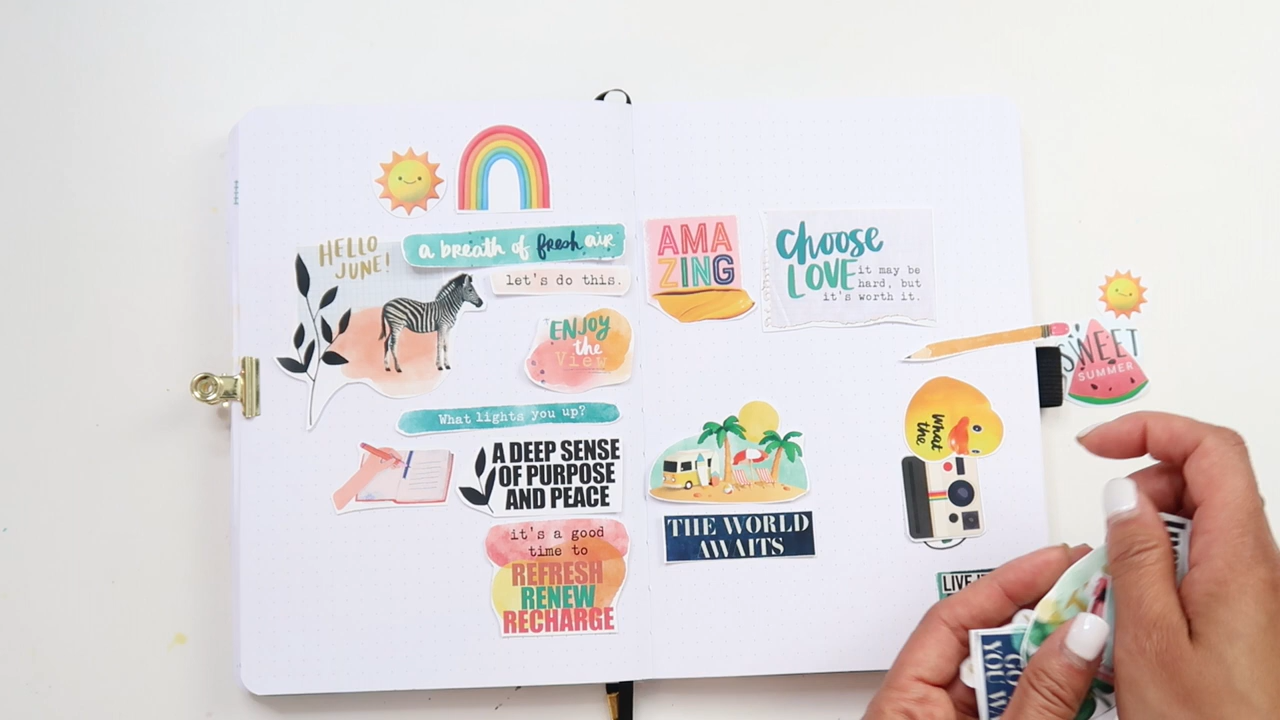 HELLO
JUNE!
a breath of fresh air
let's do this.
ENJOY
the
View
What lights you up?
A DEEP SENSE
OF PURPOSE
AND PEACE
it's a good
time to
REFRESH
RENEW
RECHARGE
AMA
ZING
choose
LOVE
it may be
hard, but
it's worth it.
THE WORLD
AWAITS
SWEET
SUMMER
What
the
LIVE